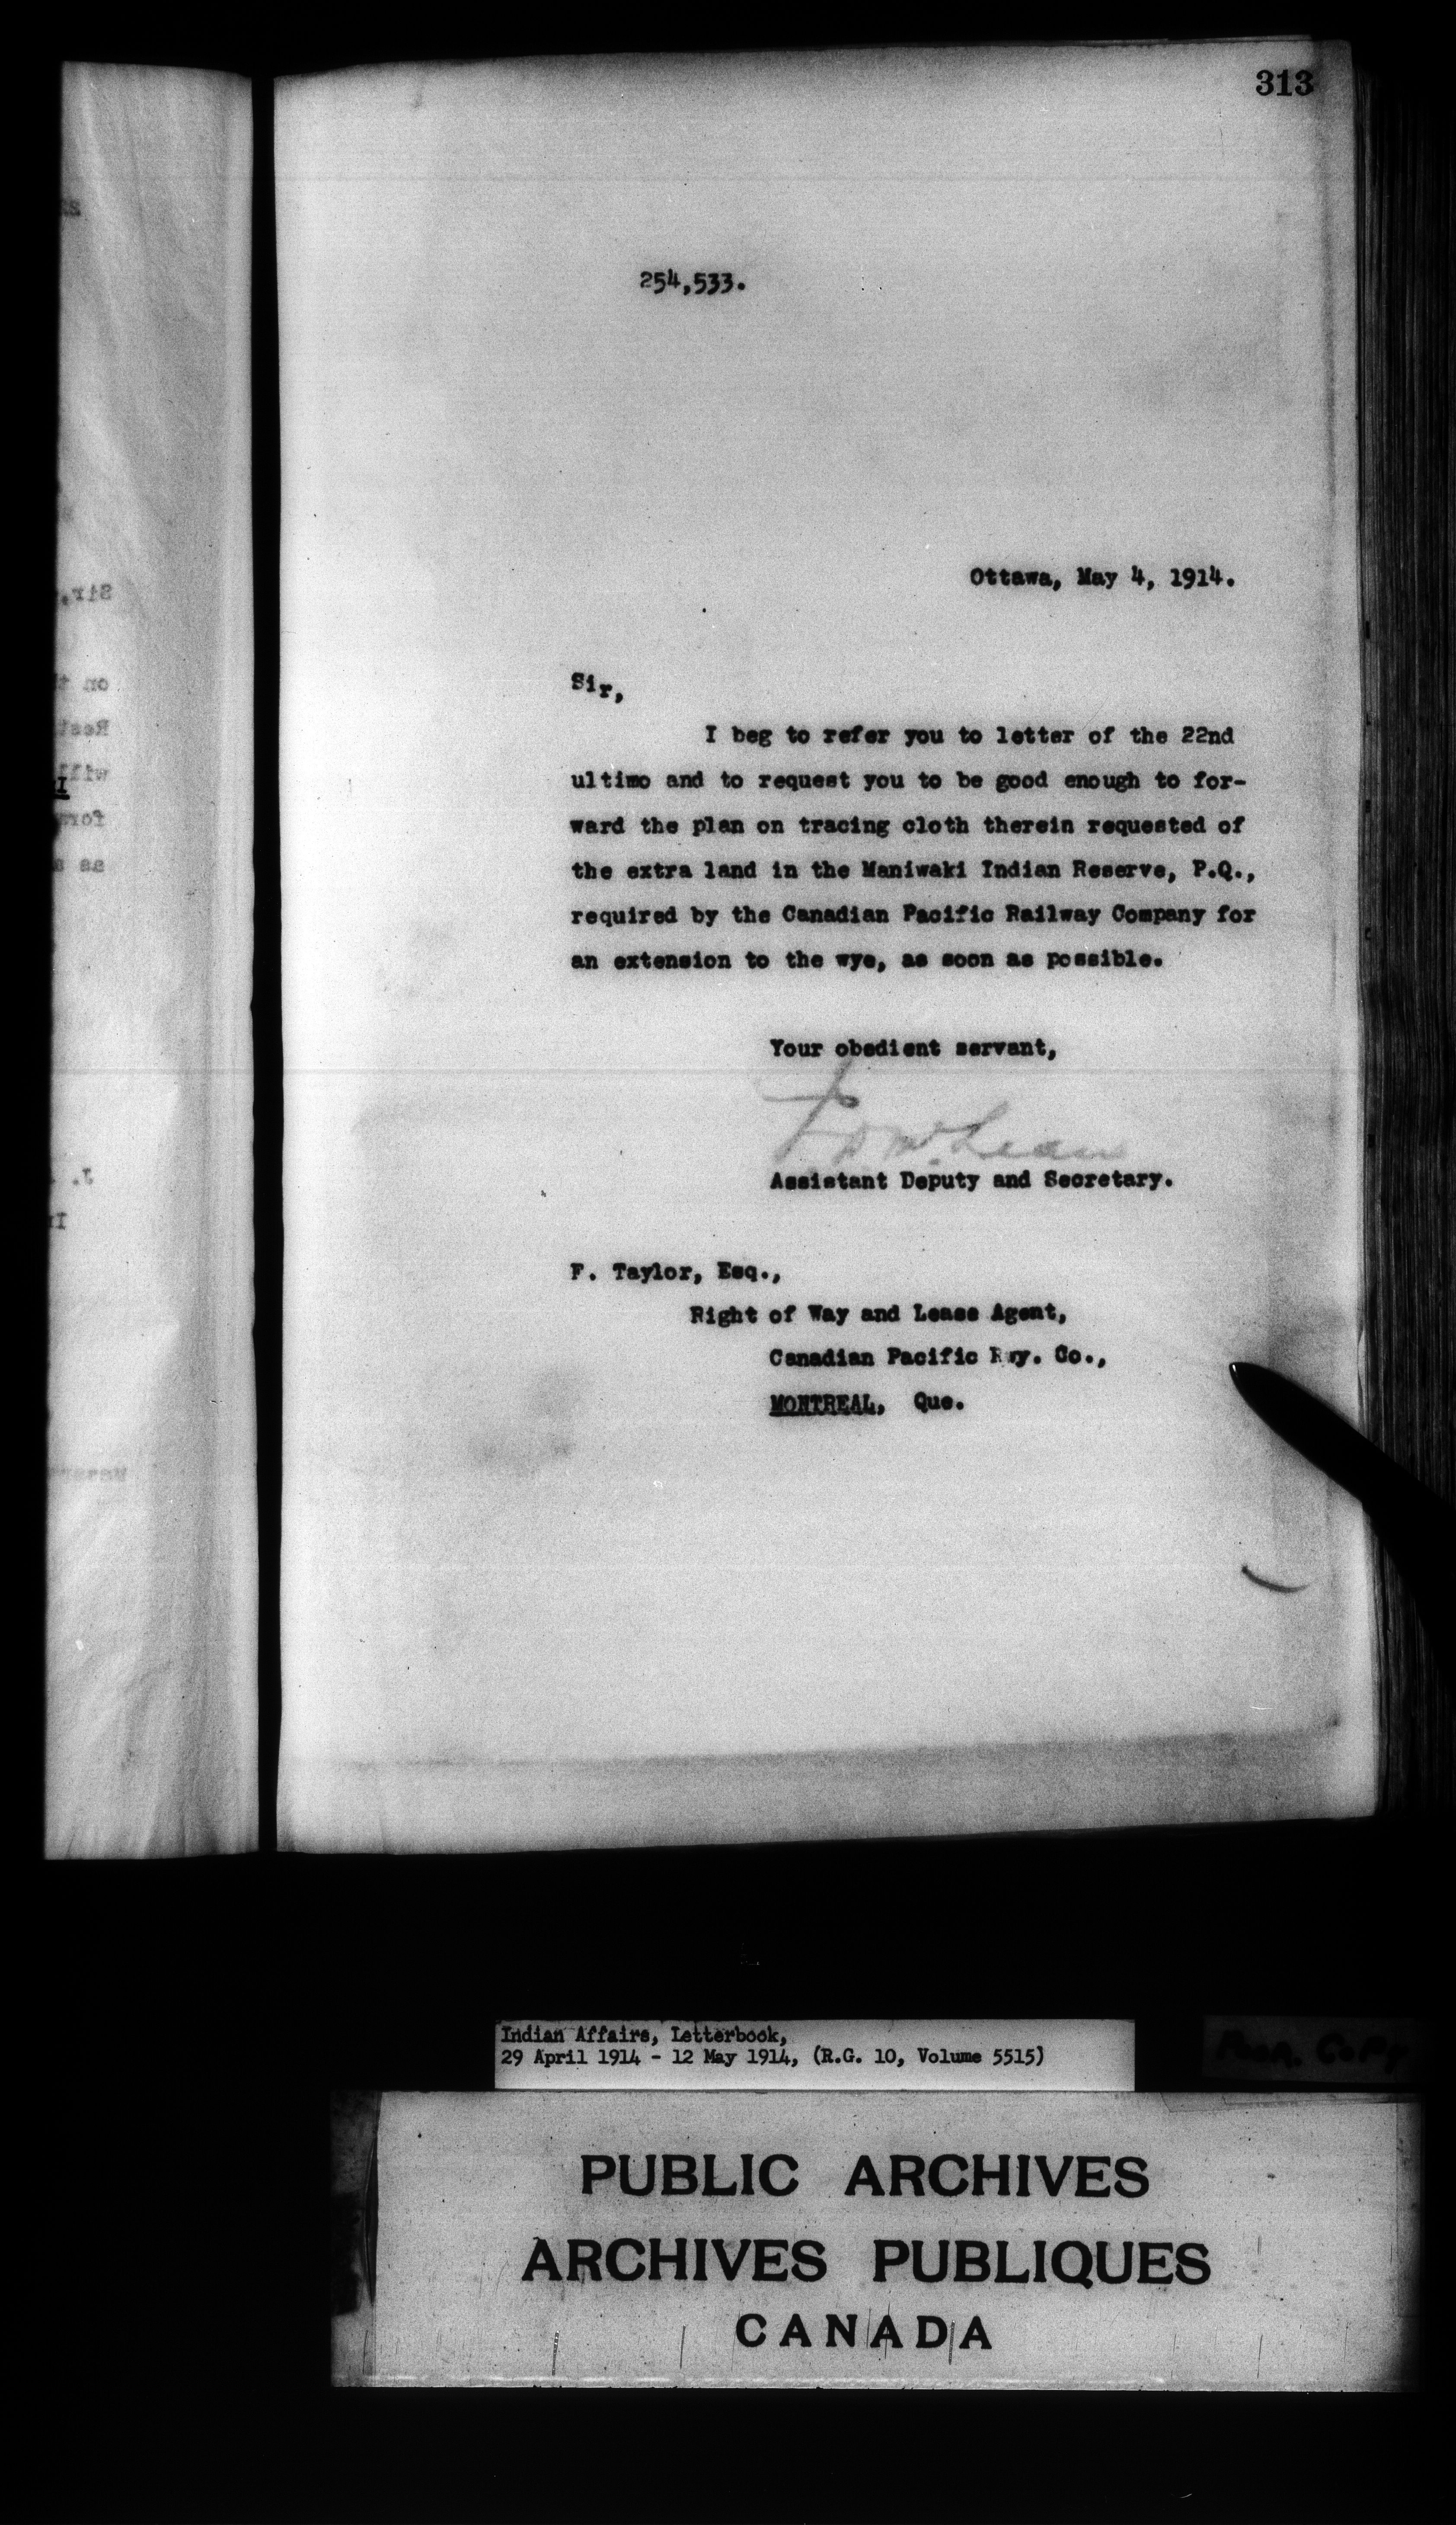 313
254,533.
Ottawa, May 4, 1914.
Sir,
I beg to refer you to letter of the 22nd
ultimo and to request you to be good enough to for-
ward the plan on tracing cloth therein requested of
the extra land in the Maniwaki Indian Reserve, P.Q.,
required by the Canadian Pacific Railway Company for
an extension to the wye, as soon as possible.
Your obedient servant,
J D McLean
Assistant Deputy and Secretary.
F. Taylor, Esq.,
Right of Way and Lease Agent,
Canadian Pacific Rwy. Co.,
MONTREAL, Que.
Indian Affairs, Letterbook,
29 April 1914 - 12 May 1914, (R.G. 10, Volume 5515)
PUBLIC ARCHIVES
ARCHIVES PUBLIQUES
CANADA